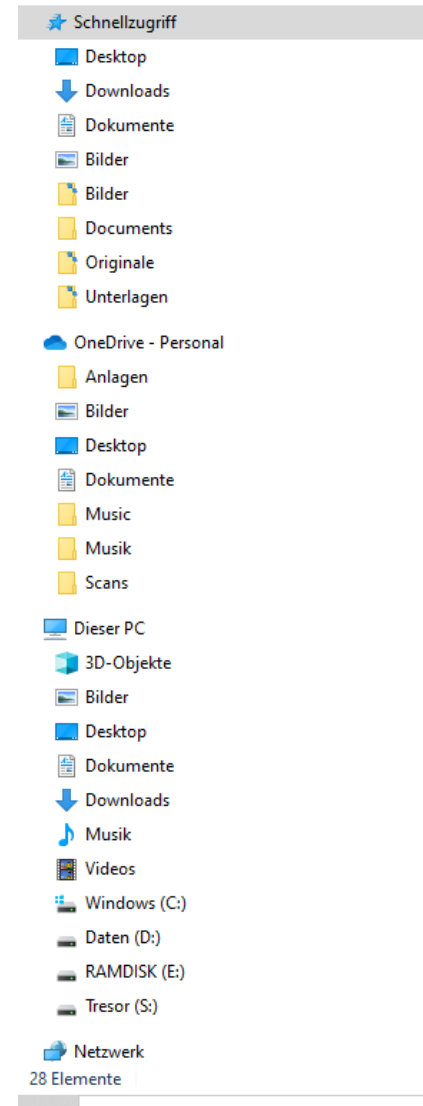 Schnellzugriff
Desktop
Downloads
Dokumente
Bilder
Bilder
Documents
Originale
Unterlagen
OneDrive - Personal
Anlagen
Bilder
Desktop
Dokumente
Music
Musik
Scans
Dieser PC
3D-Objekte
Bilder
Desktop
Dokumente
Downloads
Musik
Videos
Windows (C:)
Daten (D:)
RAMDISK (E:)
Tresor (S:)
Netzwerk
28 Elemente